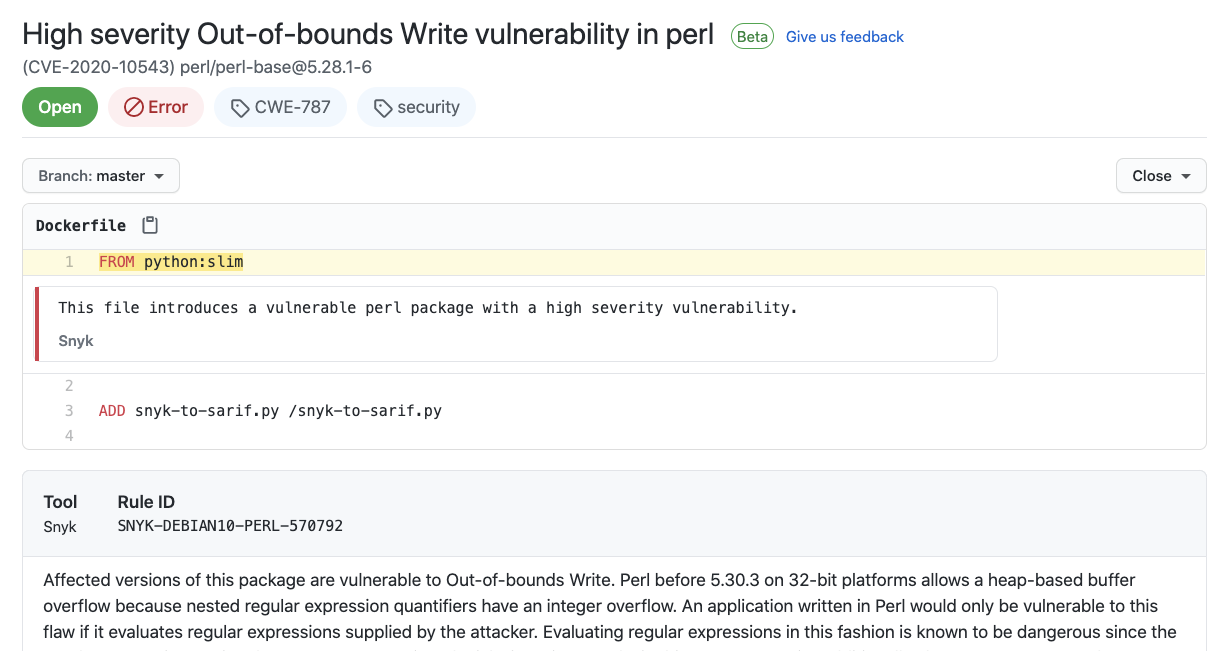 High severity Out-of-bounds Write vulnerability in perl Beta Give us feedback
(CVE-2020-10543) perl/perl-base@5.28.1-6
Open Error CWE-787 security
Branch: master Close
Dockerfile
1 FROM python:slim
This file introduces a vulnerable perl package with a high severity vulnerability.
Snyk
2
3 ADD snyk-to-sarif.py /snyk-to-sarif.py
4
Tool Rule ID
Snyk SNYK-DEBIAN10-PERL-570792
Affected versions of this package are vulnerable to Out-of-bounds Write. Perl before 5.30.3 on 32-bit platforms allows a heap-based buffer
overflow because nested regular expression quantifiers have an integer overflow. An application written in Perl would only be vulnerable to this
flaw if it evaluates regular expressions supplied by the attacker. Evaluating regular expressions in this fashion is known to be dangerous since the